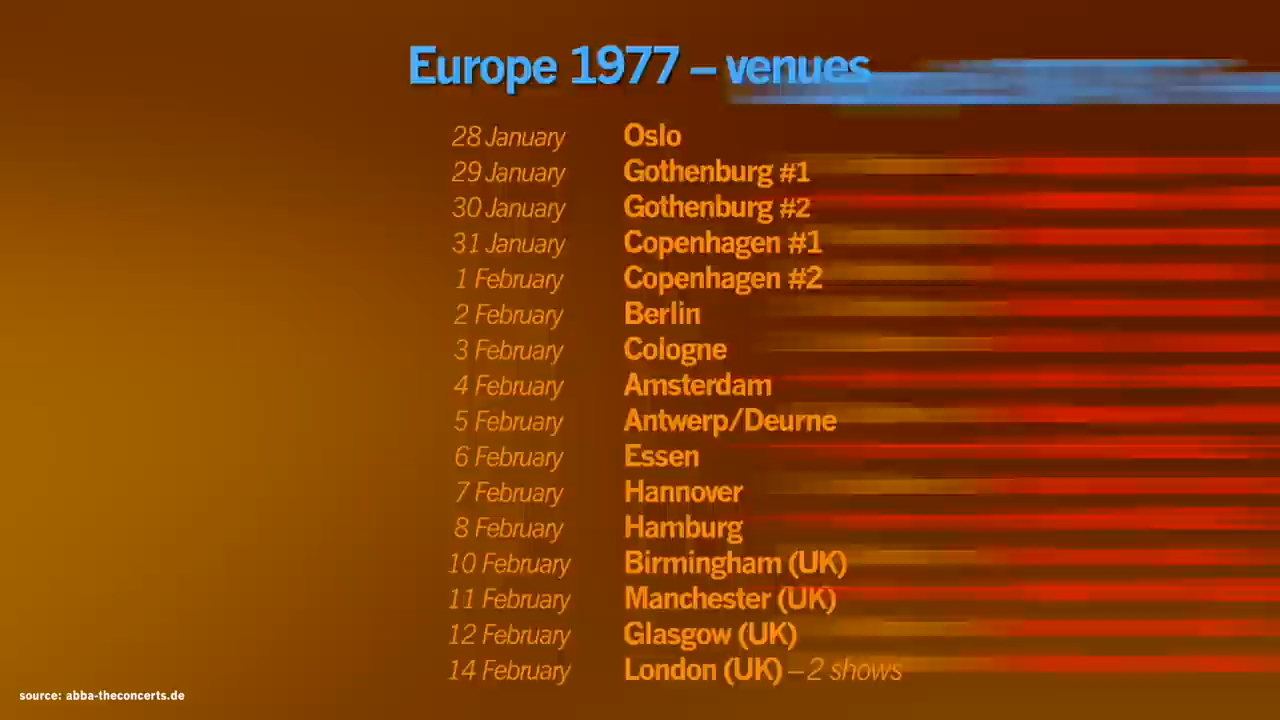 Europe 1977 – venues
28 January Oslo
29 January Gothenburg #1
30 January Gothenburg #2
31 January Copenhagen #1
1 February Copenhagen #2
2 February Berlin
3 February Cologne
4 February Amsterdam
5 February Antwerp/Deurne
6 February Essen
7 February Hannover
8 February Hamburg
10 February Birmingham (UK)
11 February Manchester (UK)
12 February Glasgow (UK)
14 February London (UK) – 2 shows
source: abba-theconcerts.de